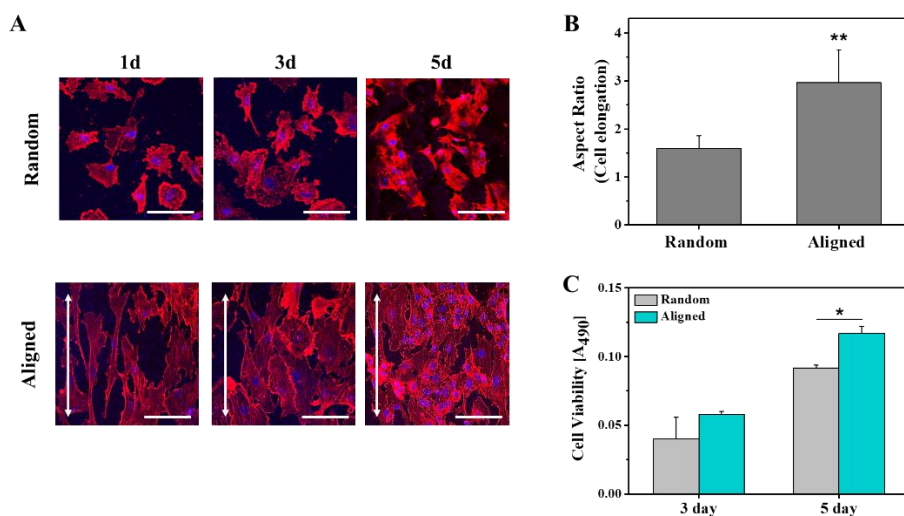 A
1d 3d 5d
Random
Aligned
B
Aspect Ratio
(Cell elongation)
4
3
2
1
0
**
Random Aligned
C
Cell Viability [A490]
0.15
0.10
0.05
0.00
Random
Aligned
*
3 day 5 day